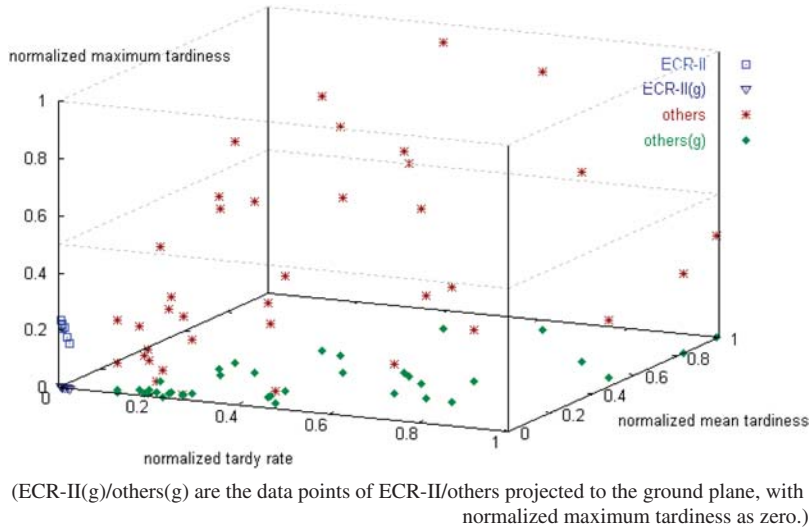 normalized maximum tardiness
ECR-II
ECR-II(g)
others
others(g)
1
0.8
0.6
0.4
0.2
0
0
0.2
0.4
0.6
0.8
1
0
0.2
0.4
0.6
0.8
1
normalized mean tardiness
normalized tardy rate
(ECR-II(g)/others(g) are the data points of ECR-II/others projected to the ground plane, with
normalized maximum tardiness as zero.)